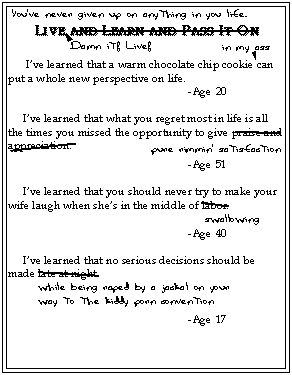 You've never given up on anything in you life.
Live and Learn and Pass It On
Damn it! Live!
in my ass
I've learned that a warm chocolate chip cookie can
put a whole new perspective on life.
-Age 20
I've learned that what you regret most in life is all
the times you missed the opportunity to give praise and
appreciation.
pure rimmin' satisfaction
-Age 51
I've learned that you should never try to make your
wife laugh when she's in the middle of labor
swallowing
-Age 40
I've learned that no serious decisions should be
made late at night.
while being raped by a jackal on your
way to the kiddy porn convention
-Age 17